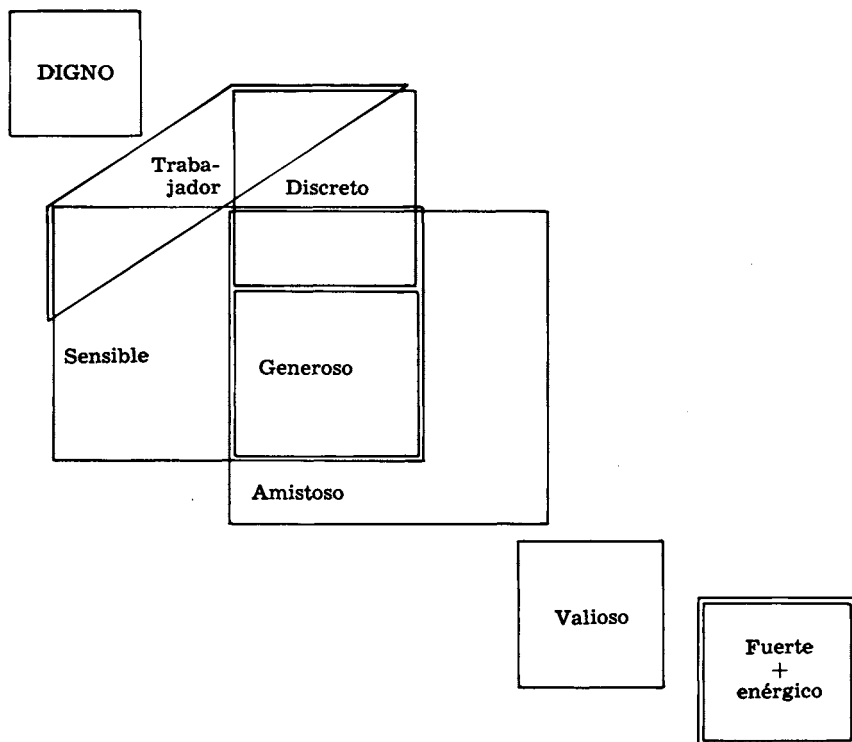 DIGNO
Traba-
jador
Discreto
Sensible
Generoso
Amistoso
Valioso
Fuerte
+
enérgico